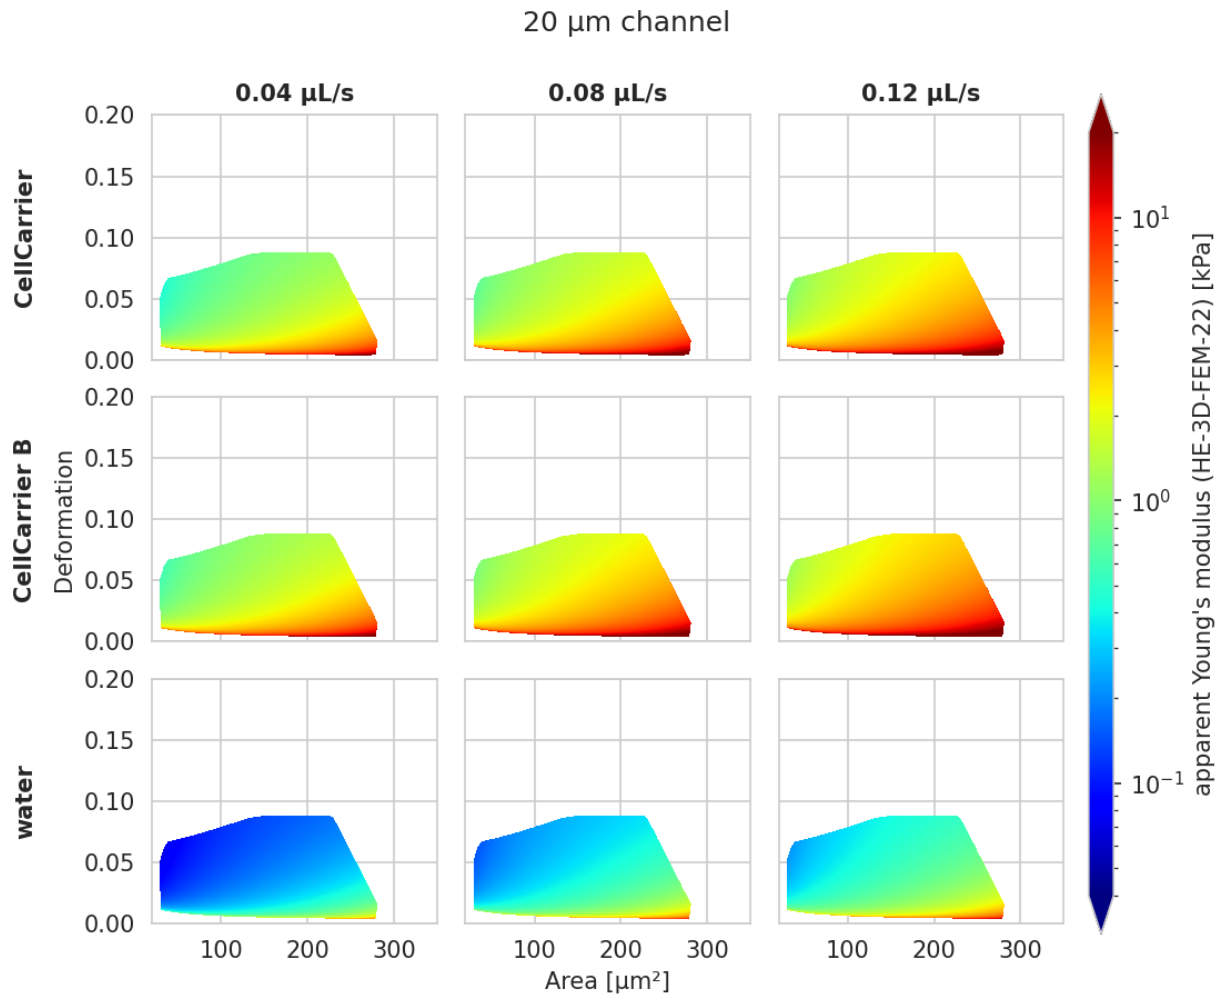 20 µm channel
0.04 µL/s 0.08 µL/s 0.12 µL/s
CellCarrier
0.20
0.15
0.10
0.05
0.00
CellCarrier B
Deformation
0.20
0.15
0.10
0.05
0.00
water
0.20
0.15
0.10
0.05
0.00
100 200 300 100 200 300 100 200 300
Area [µm²]
10¹
10⁰
10⁻¹
apparent Young's modulus (HE-3D-FEM-22) [kPa]